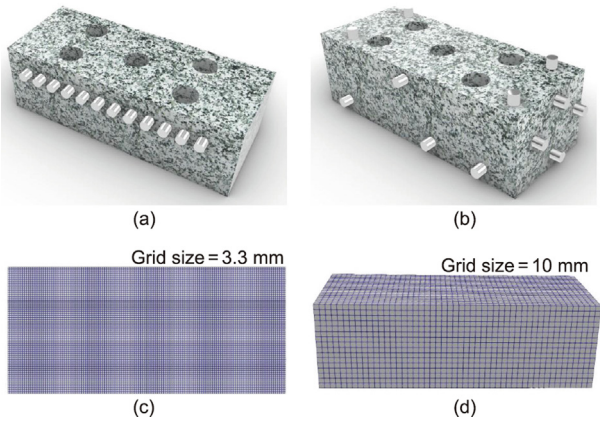 (a)
(b)
Grid size = 3.3 mm
Grid size = 10 mm
(c)
(d)